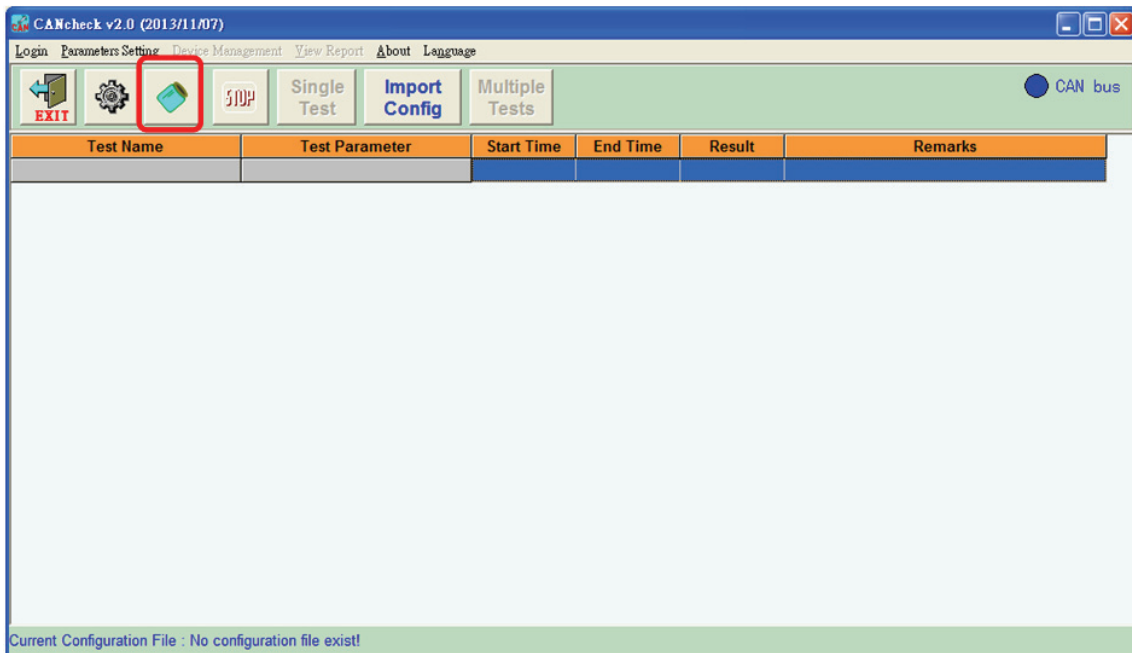 CANcheck v2.0 (2013/11/07)
Login Parameters Setting Device Management View Report About Language
EXIT STOP Single Test Import Config Multiple Tests CAN bus
Test Name Test Parameter Start Time End Time Result Remarks
Current Configuration File : No configuration file exist!